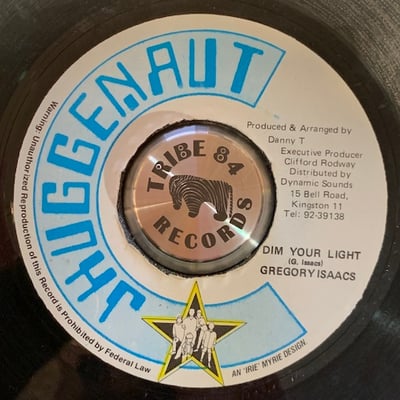 JHUGGENAUT
Warning: Unauthorized Reproduction of this Record is Prohibited by Federal Law
TRIBE 84
RECORDS
Produced & Arranged by
Danny T
Executive Producer
Clifford Rodway
Distributed by
Dynamic Sounds
15 Bell Road,
Kingston 11
Tel: 92-39138
DIM YOUR LIGHT
(G. Isaacs)
GREGORY ISAACS
AN 'IRIE' MYRIE DESIGN